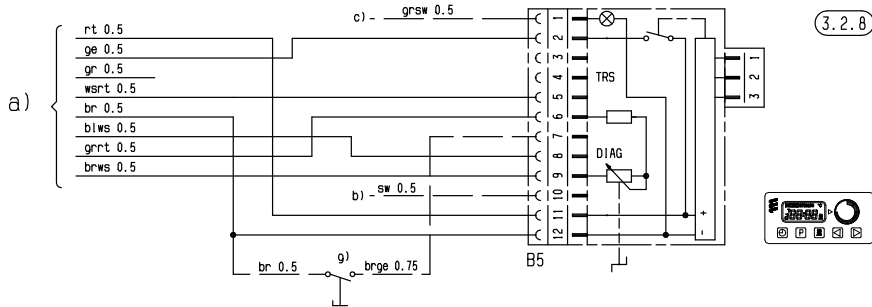 c) grsw 0.5
3.2.8
a)
rt 0.5
ge 0.5
gr 0.5
wsrt 0.5
br 0.5
blws 0.5
grrt 0.5
brws 0.5
b) sw 0.5
1
2
3
4
5
6
7
8
9
10
11
12
TRS
DIAG
1
2
3
+
-
B5
g)
br 0.5
brge 0.75
P